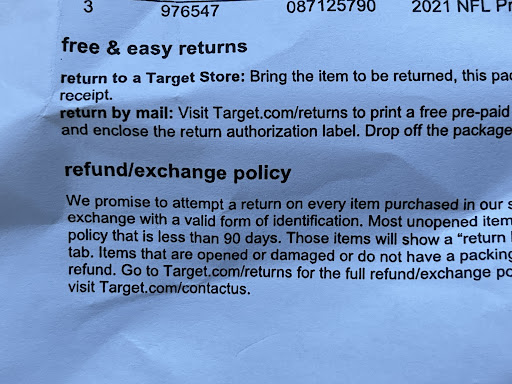 3 976547 087125790 2021 NFL Pr
free & easy returns
return to a Target Store: Bring the item to be returned, this pac
receipt.
return by mail: Visit Target.com/returns to print a free pre-paid
and enclose the return authorization label. Drop off the package
refund/exchange policy
We promise to attempt a return on every item purchased in our s
exchange with a valid form of identification. Most unopened item
policy that is less than 90 days. Those items will show a "return
tab. Items that are opened or damaged or do not have a packing
refund. Go to Target.com/returns for the full refund/exchange po
visit Target.com/contactus.